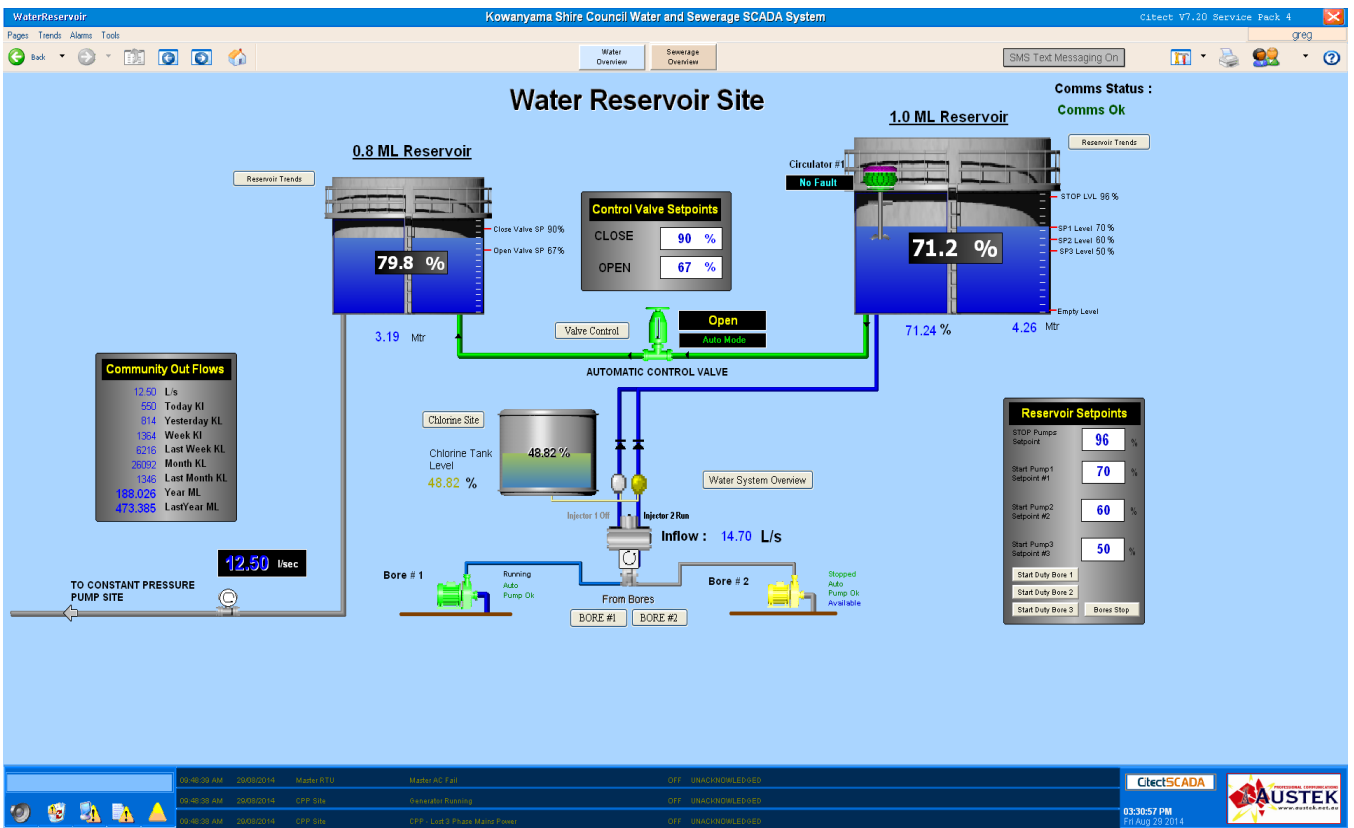 WaterReservoir
Kowanyama Shire Council Water and Sewerage SCADA System
Citect V7.20 Service Pack 4
Pages Trends Alarms Tools
greg
Back
Water Overview
Sewerage Overview
SMS Text Messaging On
Water Reservoir Site
Comms Status :
Comms Ok
1.0 ML Reservoir
Reservoir Trends
0.8 ML Reservoir
Reservoir Trends
Circulator #1
No Fault
STOP LVL 96 %
SP1 Level 70 %
SP2 Level 60 %
SP3 Level 50 %
Empty Level
71.2 %
71.24 %
4.26 Mtr
Close Valve SP 90%
Open Valve SP 67%
79.8 %
3.19 Mtr
Control Valve Setpoints
CLOSE 90 %
OPEN 67 %
Valve Control
Open
Auto Mode
AUTOMATIC CONTROL VALVE
Community Out Flows
12.50 L/s
550 Today Kl
814 Yesterday KL
1364 Week Kl
6216 Last Week KL
26092 Month KL
1346 Last Month KL
188.026 Year ML
473.385 LastYear ML
Chlorine Site
Chlorine Tank
Level
48.82 %
48.82 %
Water System Overview
Injector 1 Off
Injector 2 Run
Inflow : 14.70 L/s
Reservoir Setpoints
STOP Pumps
Setpoint
96 %
Start Pump1
Setpoint #1
70 %
Start Pump2
Setpoint #2
60 %
Start Pump3
Setpoint #3
50 %
Start Duty Bore 1
Start Duty Bore 2
Start Duty Bore 3
Bores Stop
12.50 l/sec
TO CONSTANT PRESSURE
PUMP SITE
Bore # 1
Running
Auto
Pump Ok
From Bores
BORE #1
BORE #2
Bore # 2
Stopped
Auto
Pump Ok
Available
09:48:39 AM 29/08/2014 Master RTU Master AC Fail OFF UNACKNOWLEDGED
09:48:38 AM 29/08/2014 CPP Site Generator Running OFF UNACKNOWLEDGED
09:48:38 AM 29/08/2014 CPP Site CPP - Lost 3 Phase Mains Power OFF UNACKNOWLEDGED
CitectSCADA
03:30:57 PM
Fri Aug 29 2014
PROFESSIONAL COMMUNICATIONS
AUSTEK
www.austek.net.au